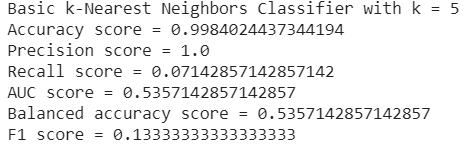 Basic k-Nearest Neighbors Classifier with k = 5
Accuracy score = 0.9984024437344194
Precision score = 1.0
Recall score = 0.07142857142857142
AUC score = 0.5357142857142857
Balanced accuracy score = 0.5357142857142857
F1 score = 0.13333333333333333